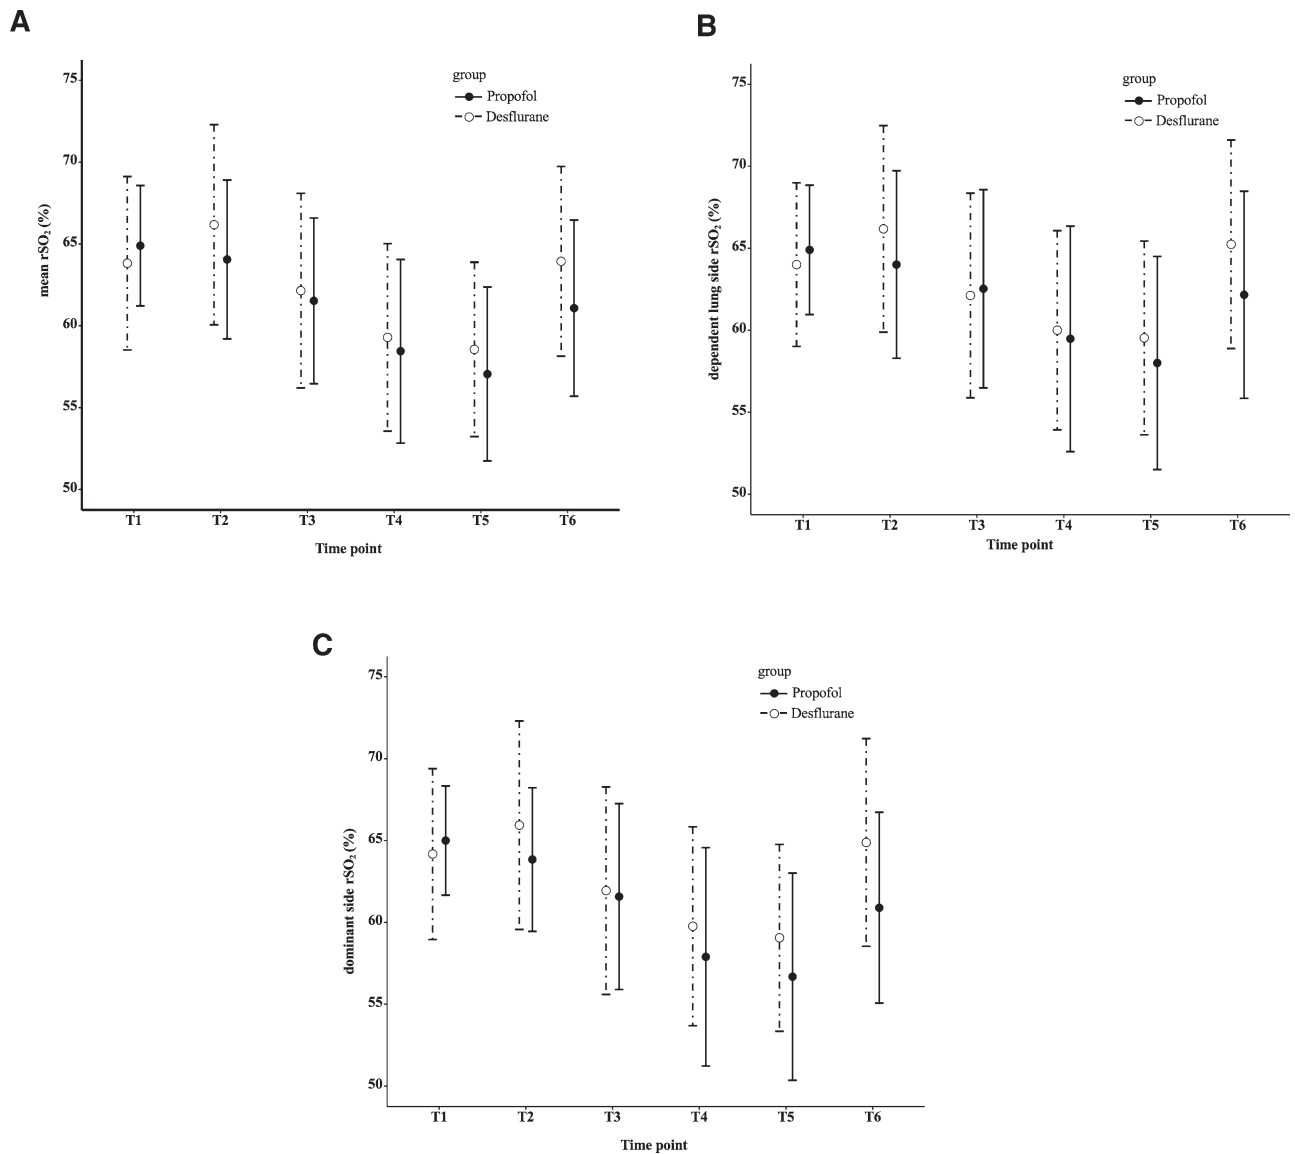 A
group
Propofol
Desflurane
75
70
65
60
55
50
mean rSO₂ (%)
T1 T2 T3 T4 T5 T6
Time point
B
group
Propofol
Desflurane
75
70
65
60
55
50
dependent lung side rSO₂ (%)
T1 T2 T3 T4 T5 T6
Time point
C
group
Propofol
Desflurane
75
70
65
60
55
50
dominant side rSO₂ (%)
T1 T2 T3 T4 T5 T6
Time point